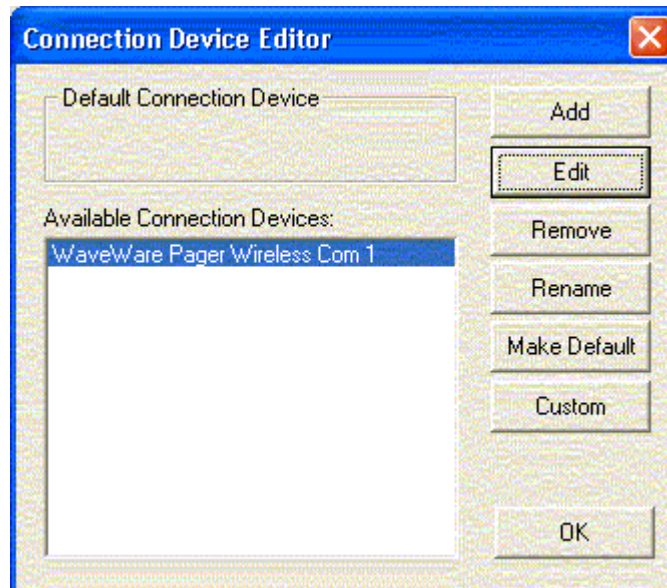 Connection Device Editor
Default Connection Device
Add
Edit
Available Connection Devices:
Remove
WaveWare Pager Wireless Com 1
Rename
Make Default
Custom
OK